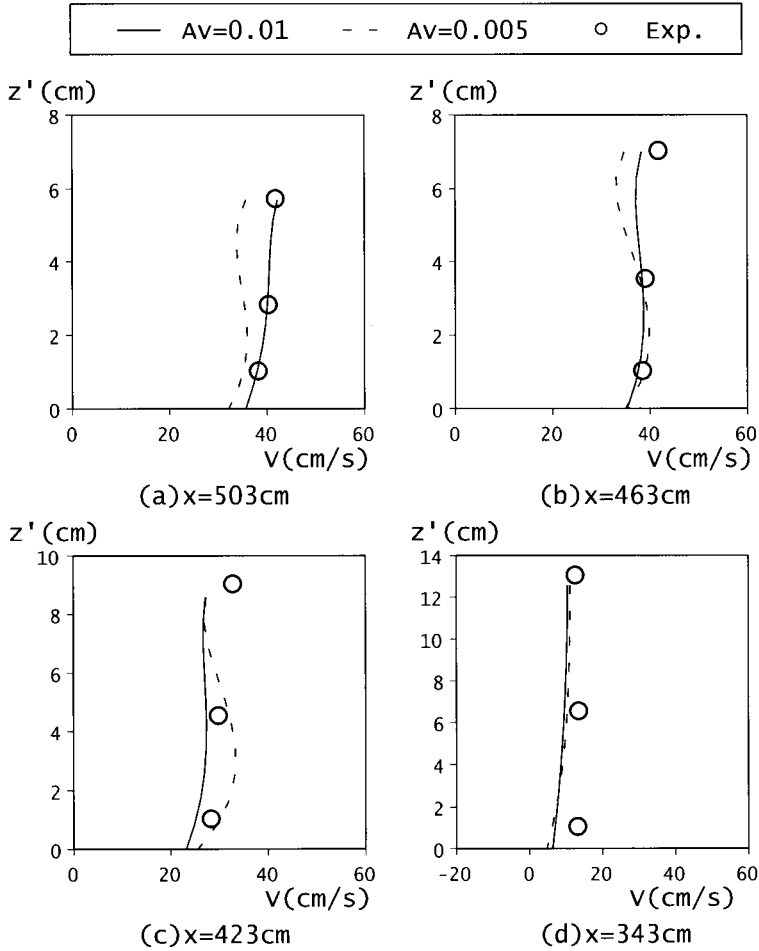 Av=0.01 Av=0.005 Exp.
z'(cm) z'(cm)
8 8
6 6
4 4
2 2
0 0
0 20 40 60 0 20 40 60
V(cm/s) V(cm/s)
(a)x=503cm (b)x=463cm
z'(cm) z'(cm)
10 14
8 12
6 10
4 8
2 6
0 4
2
0
0 20 40 60 -20 0 20 40 60
V(cm/s) V(cm/s)
(c)x=423cm (d)x=343cm